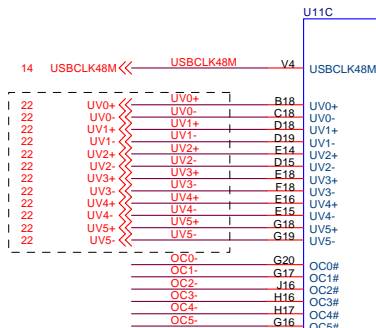 U11C
14 USBCLK48M USBCLK48M V4 USBCLK48M
22 UV0+ UV0+ B18 UV0+
22 UV0- UV0- C18 UV0-
22 UV1+ UV1+ D18 UV1+
22 UV1- UV1- D19 UV1-
22 UV2+ UV2+ E14 UV2+
22 UV2- UV2- D15 UV2-
22 UV3+ UV3+ E18 UV3+
22 UV3- UV3- F18 UV3-
22 UV4+ UV4+ E16 UV4+
22 UV4- UV4- E15 UV4-
22 UV5+ UV5+ G18 UV5+
22 UV5- UV5- G19 UV5-
OC0- G20 OC0#
OC1- G17 OC1#
OC2- J16 OC2#
OC3- H16 OC3#
OC4- H17 OC4#
OC5- G16 OC5#